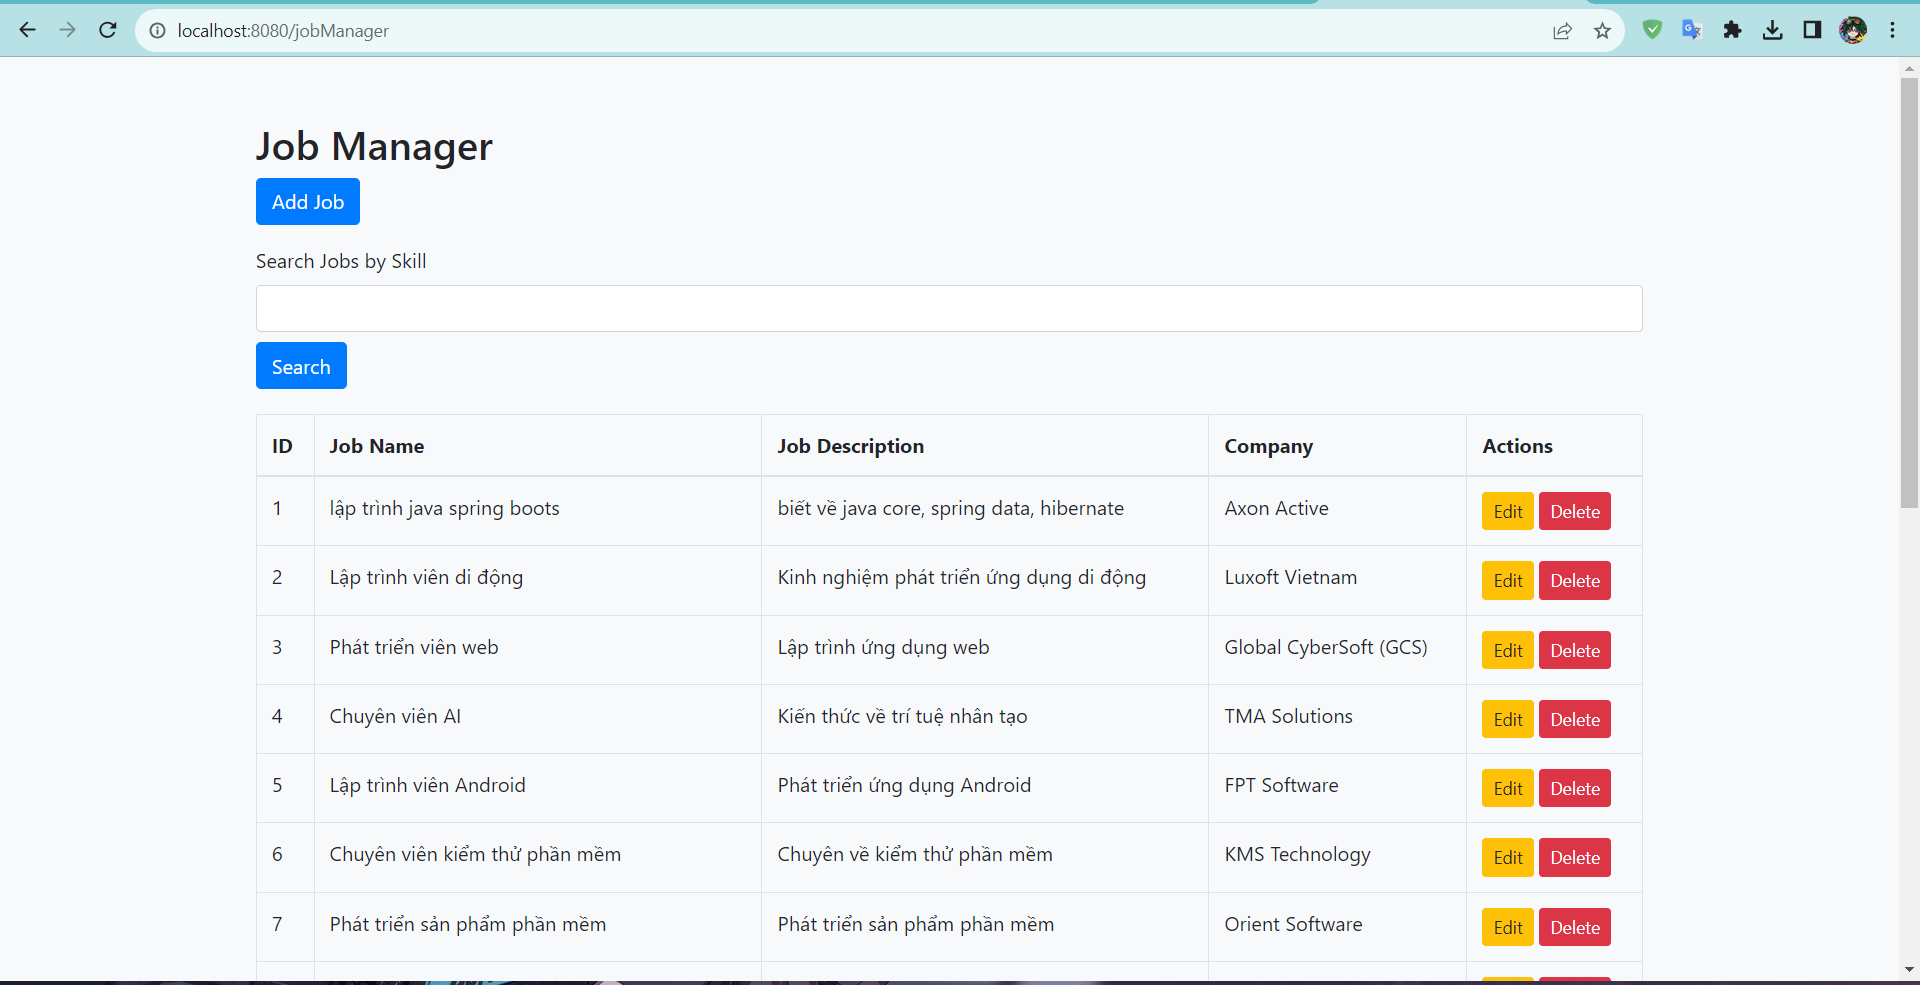 localhost:8080/jobManager
Job Manager
Add Job
Search Jobs by Skill
Search
ID Job Name Job Description Company Actions
1 lập trình java spring boots biết về java core, spring data, hibernate Axon Active Edit Delete
2 Lập trình viên di động Kinh nghiệm phát triển ứng dụng di động Luxoft Vietnam Edit Delete
3 Phát triển viên web Lập trình ứng dụng web Global CyberSoft (GCS) Edit Delete
4 Chuyên viên AI Kiến thức về trí tuệ nhân tạo TMA Solutions Edit Delete
5 Lập trình viên Android Phát triển ứng dụng Android FPT Software Edit Delete
6 Chuyên viên kiểm thử phần mềm Chuyên về kiểm thử phần mềm KMS Technology Edit Delete
7 Phát triển sản phẩm phần mềm Phát triển sản phẩm phần mềm Orient Software Edit Delete